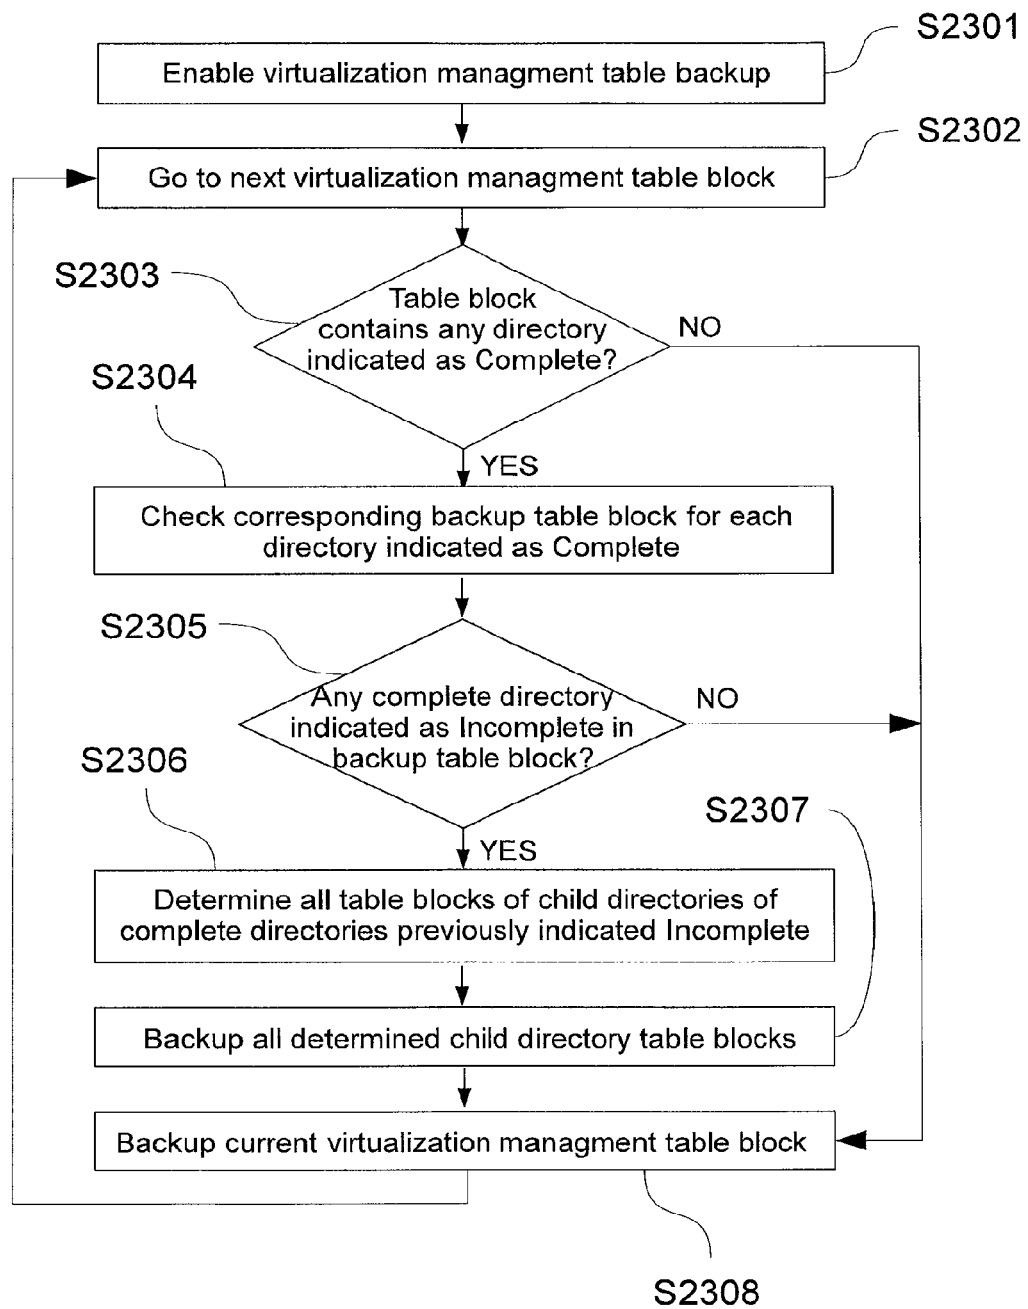 S2301
Enable virtualization managment table backup
S2302
Go to next virtualization managment table block
S2303
Table block
contains any directory
indicated as Complete?
NO
S2304
YES
Check corresponding backup table block for each
directory indicated as Complete
S2305
Any complete directory
indicated as Incomplete in
backup table block?
NO
S2306
S2307
YES
Determine all table blocks of child directories of
complete directories previously indicated Incomplete
Backup all determined child directory table blocks
Backup current virtualization managment table block
S2308